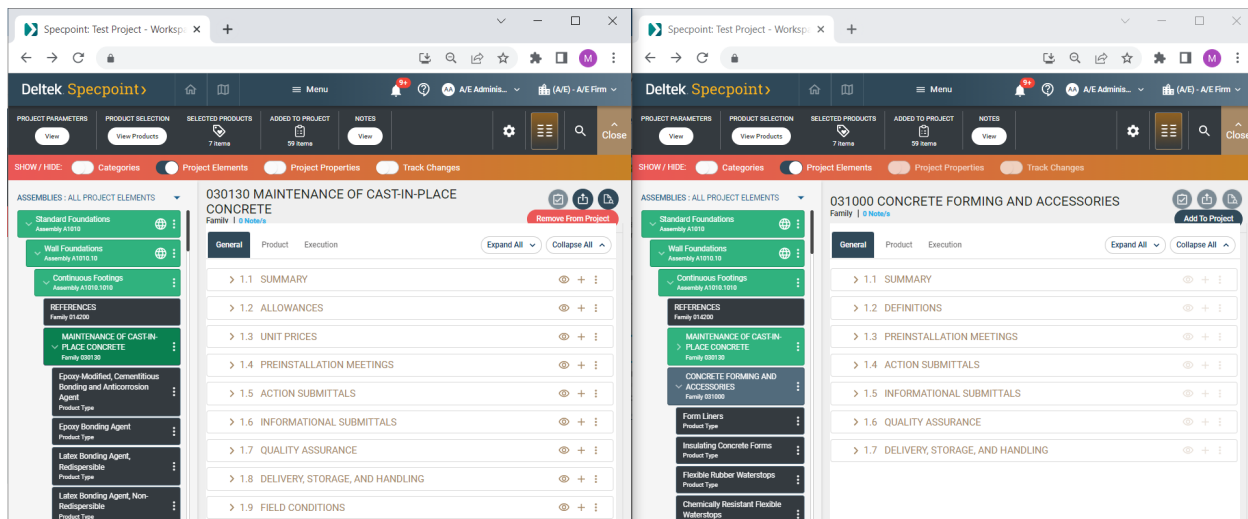 Specpoint: Test Project - Workspa
M
Deltek Specpoint
Menu
9+
AA
A/E Adminis...
(A/E) - A/E Firm
PROJECT PARAMETERS
View
PRODUCT SELECTION
View Products
SELECTED PRODUCTS
7 items
ADDED TO PROJECT
59 items
NOTES
View
Close
SHOW / HIDE:
Categories
Project Elements
Project Properties
Track Changes
ASSEMBLIES : ALL PROJECT ELEMENTS
Standard Foundations
Assembly A1010
Wall Foundations
Assembly A1010.10
Continuous Footings
Assembly A1010.1010
REFERENCES
Family 014200
MAINTENANCE OF CAST-IN-
PLACE CONCRETE
Family 030130
Epoxy-Modified, Cementitious
Bonding and Anticorrosion
Agent
Product Type
Epoxy Bonding Agent
Product Type
Latex Bonding Agent,
Redispersible
Product Type
Latex Bonding Agent, Non-
Redispersible
Product Type
030130 MAINTENANCE OF CAST-IN-PLACE
CONCRETE
Family | 0 Note/s
Remove From Project
General
Product
Execution
Expand All
Collapse All
1.1 SUMMARY
1.2 ALLOWANCES
1.3 UNIT PRICES
1.4 PREINSTALLATION MEETINGS
1.5 ACTION SUBMITTALS
1.6 INFORMATIONAL SUBMITTALS
1.7 QUALITY ASSURANCE
1.8 DELIVERY, STORAGE, AND HANDLING
1.9 FIELD CONDITIONS
Specpoint: Test Project - Workspa
M
Deltek Specpoint
Menu
9+
AA
A/E Adminis...
(A/E) - A/E Firm
PROJECT PARAMETERS
View
PRODUCT SELECTION
View Products
SELECTED PRODUCTS
7 items
ADDED TO PROJECT
59 items
NOTES
View
Close
SHOW / HIDE:
Categories
Project Elements
Project Properties
Track Changes
ASSEMBLIES : ALL PROJECT ELEMENTS
Standard Foundations
Assembly A1010
Wall Foundations
Assembly A1010.10
Continuous Footings
Assembly A1010.1010
REFERENCES
Family 014200
MAINTENANCE OF CAST-IN-
PLACE CONCRETE
Family 030130
CONCRETE FORMING AND
ACCESSORIES
Family 031000
Form Liners
Product Type
Insulating Concrete Forms
Product Type
Flexible Rubber Waterstops
Product Type
Chemically Resistant Flexible
Waterstops
031000 CONCRETE FORMING AND ACCESSORIES
Family | 0 Note/s
Add To Project
General
Product
Execution
Expand All
Collapse All
1.1 SUMMARY
1.2 DEFINITIONS
1.3 PREINSTALLATION MEETINGS
1.4 ACTION SUBMITTALS
1.5 INFORMATIONAL SUBMITTALS
1.6 QUALITY ASSURANCE
1.7 DELIVERY, STORAGE, AND HANDLING